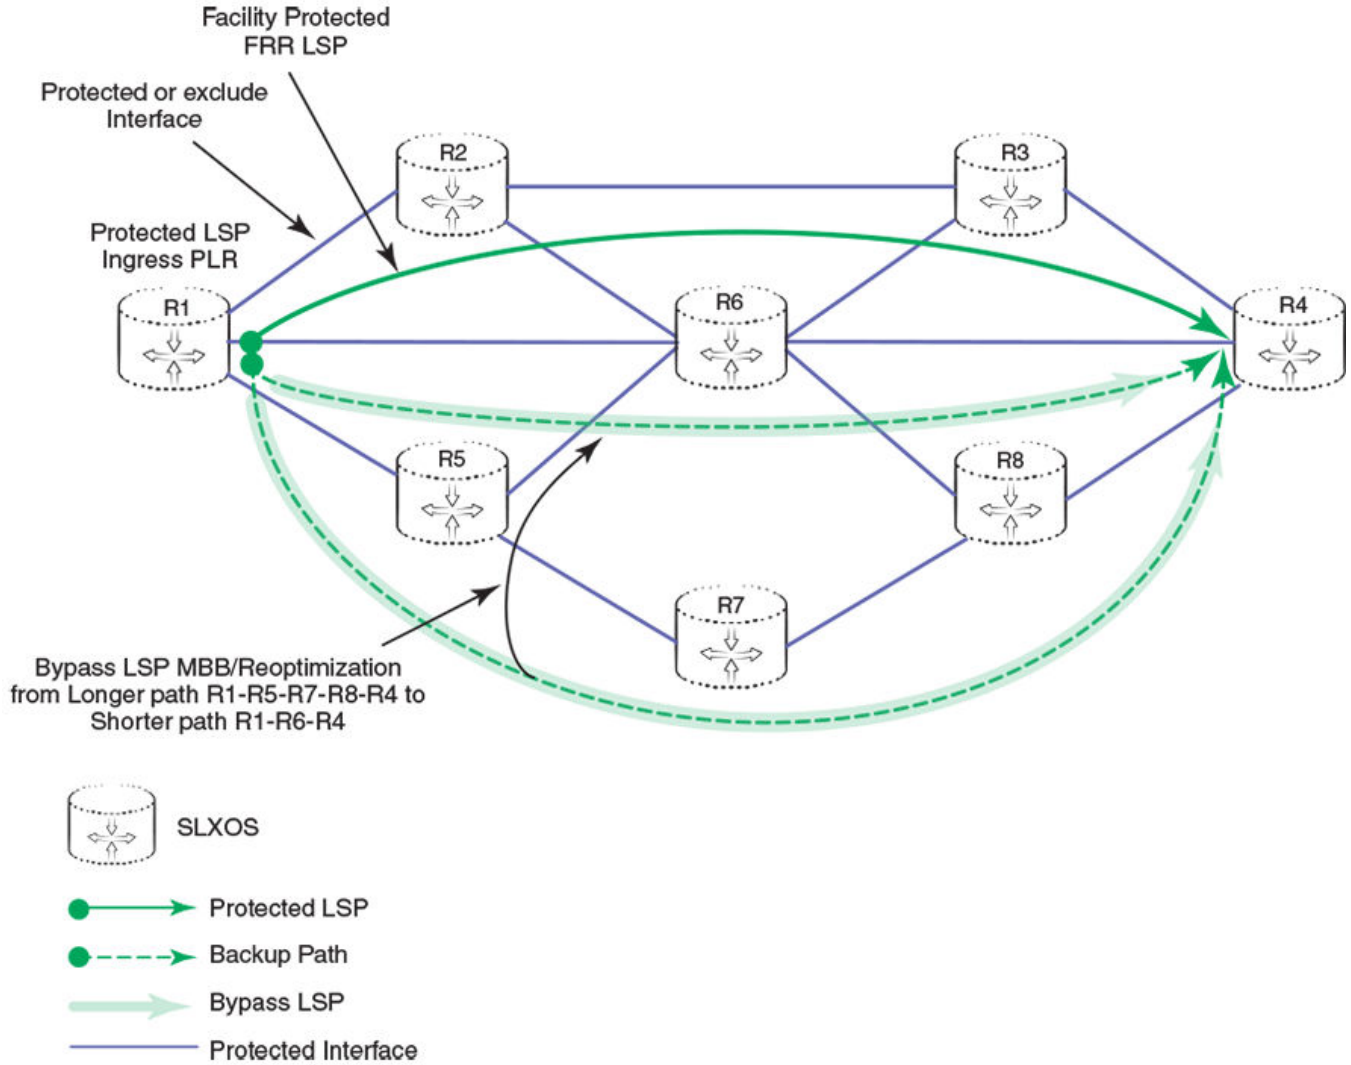 Facility Protected
FRR LSP
Protected or exclude
Interface
R2
R3
Protected LSP
Ingress PLR
R1
R6
R4
R5
R8
R7
Bypass LSP MBB/Reoptimization
from Longer path R1-R5-R7-R8-R4 to
Shorter path R1-R6-R4
SLXOS
Protected LSP
Backup Path
Bypass LSP
Protected Interface